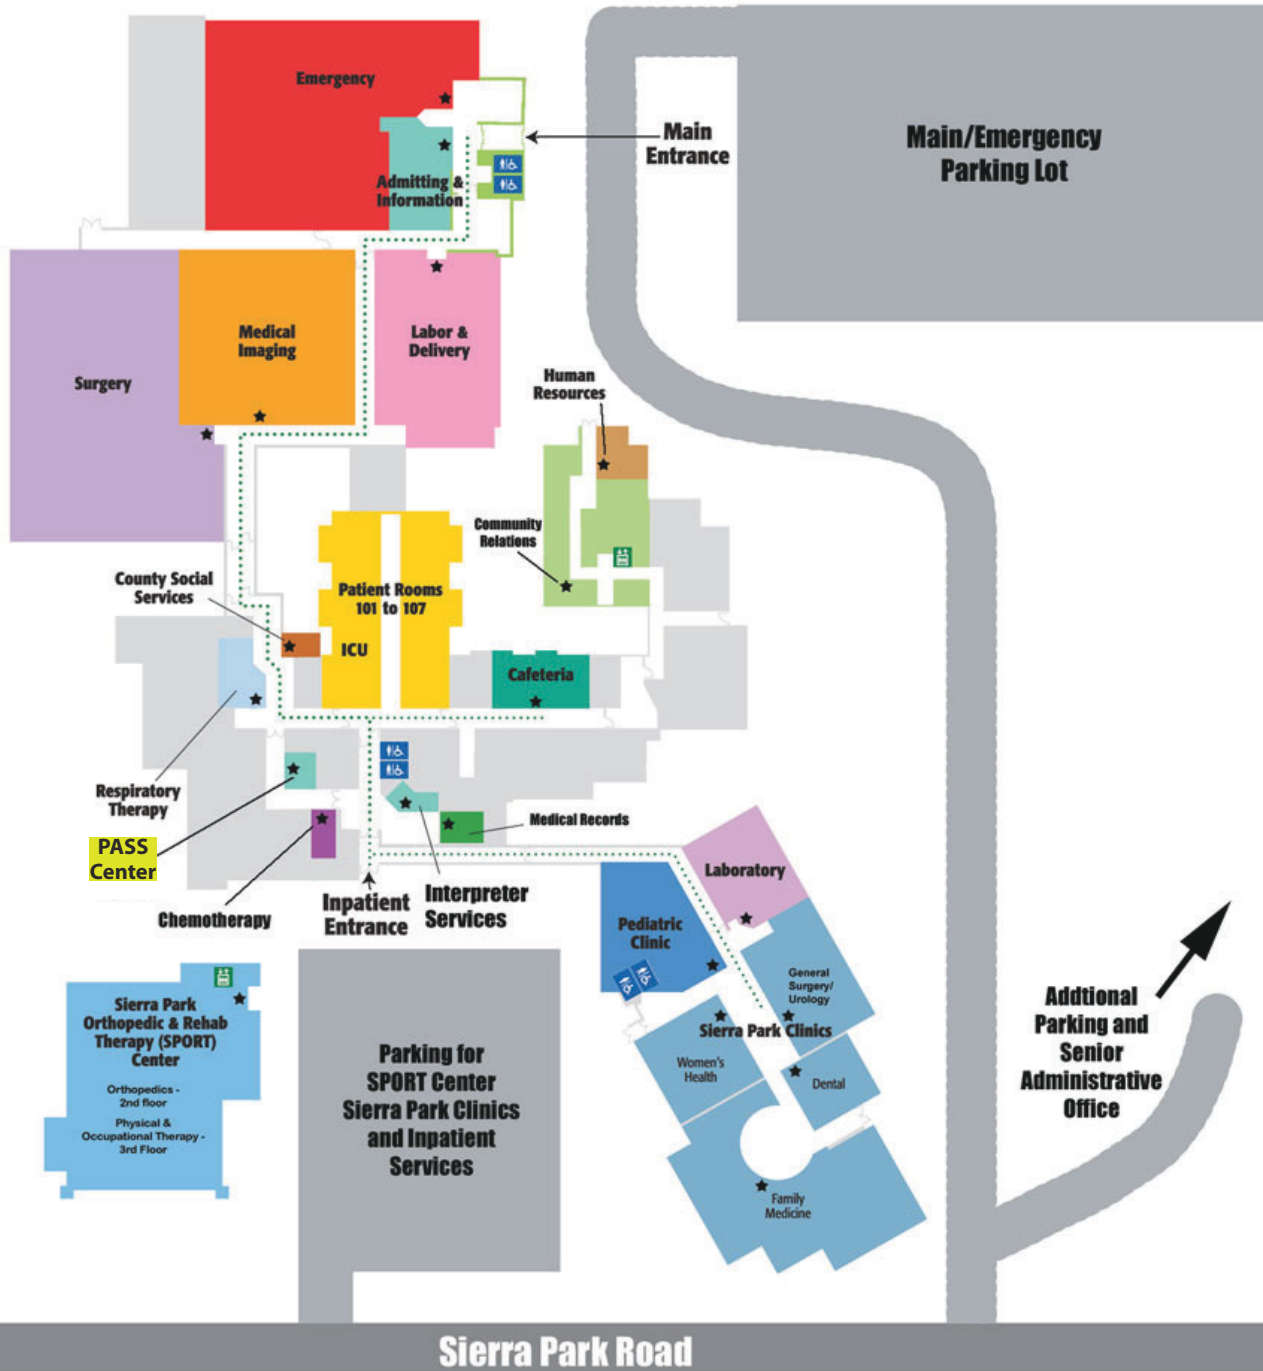 Emergency
Main
Entrance
Main/Emergency
Parking Lot
Admitting &
Information
Medical
Imaging
Labor &
Delivery
Surgery
Human
Resources
Community
Relations
County Social
Services
Patient Rooms
101 to 107
ICU
Cafeteria
Respiratory
Therapy
PASS
Center
Medical Records
Chemotherapy
Inpatient
Entrance
Interpreter
Services
Laboratory
Pediatric
Clinic
General
Surgery/
Urology
Sierra Park Clinics
Women's
Health
Dental
Family
Medicine
Sierra Park
Orthopedic & Rehab
Therapy (SPORT)
Center
Orthopedics -
2nd floor
Physical &
Occupational Therapy -
3rd Floor
Parking for
SPORT Center
Sierra Park Clinics
and Inpatient
Services
Addtional
Parking and
Senior
Administrative
Office
Sierra Park Road